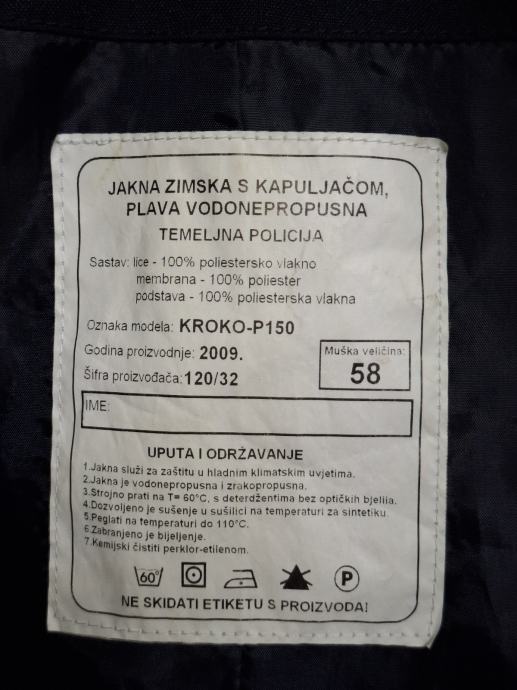 JAKNA ZIMSKA S KAPULJAČOM,
PLAVA VODONEPROPUSNA
TEMELJNA POLICIJA
Sastav: lice - 100% poliestersko vlakno
membrana - 100% poliester
podstava - 100% poliesterska vlakna
Oznaka modela: KROKO-P150
Godina proizvodnje: 2009.
Šifra proizvođača: 120/32
Muška veličina:
58
IME:
UPUTA I ODRŽAVANJE
1.Jakna služi za zaštitu u hladnim klimatskim uvjetima.
2.Jakna je vodonepropusna i zrakopropusna.
3.Strojno prati na T= 60°C, s deterdžentima bez optičkih bjelila.
4.Dozvoljeno je sušenje u sušilici na temperaturi za sintetiku.
5.Peglati na temperaturi do 110°C.
6.Zabranjeno je bijeljenje.
7.Kemijski čistiti perklor-etilenom.
60° P
NE SKIDATI ETIKETU S PROIZVODA!